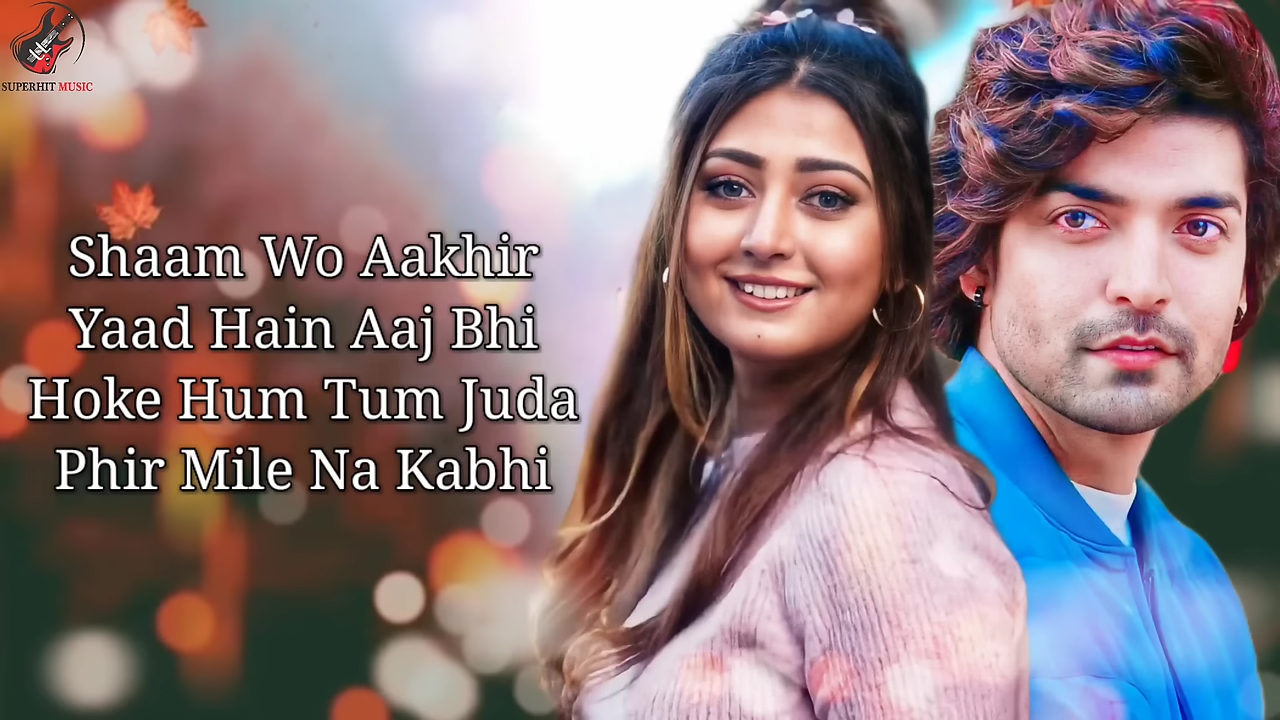 SUPERHIT MUSIC
Shaam Wo Aakhir
Yaad Hain Aaj Bhi
Hoke Hum Tum Juda
Phir Mile Na Kabhi